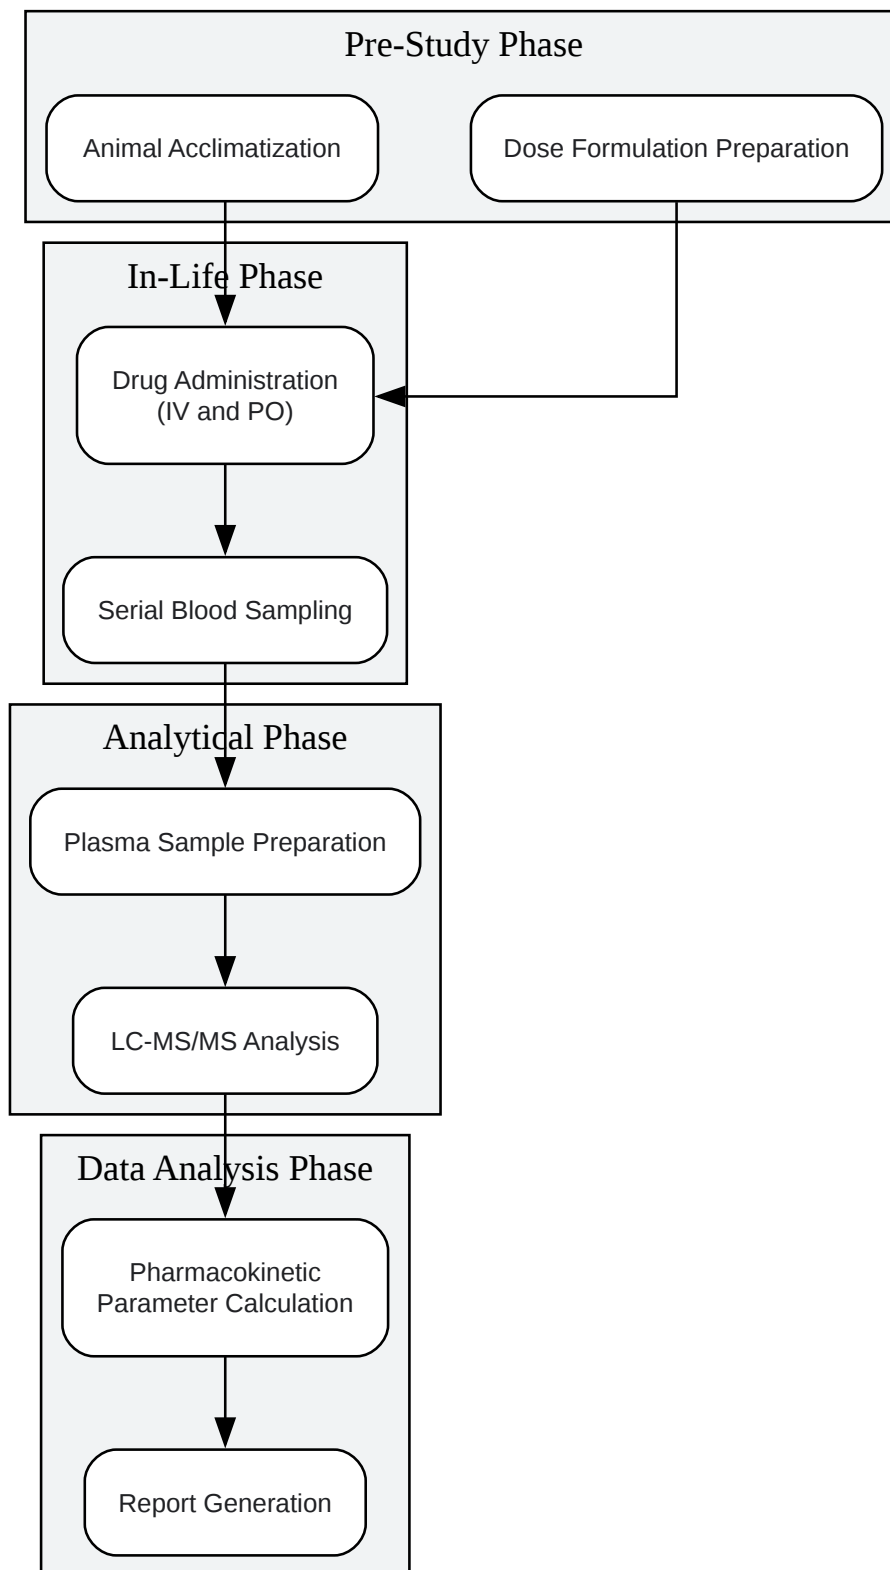 Pre-Study Phase
Animal Acclimatization
Dose Formulation Preparation
In-Life Phase
Drug Administration
(IV and PO)
Serial Blood Sampling
Analytical Phase
Plasma Sample Preparation
LC-MS/MS Analysis
Data Analysis Phase
Pharmacokinetic
Parameter Calculation
Report Generation